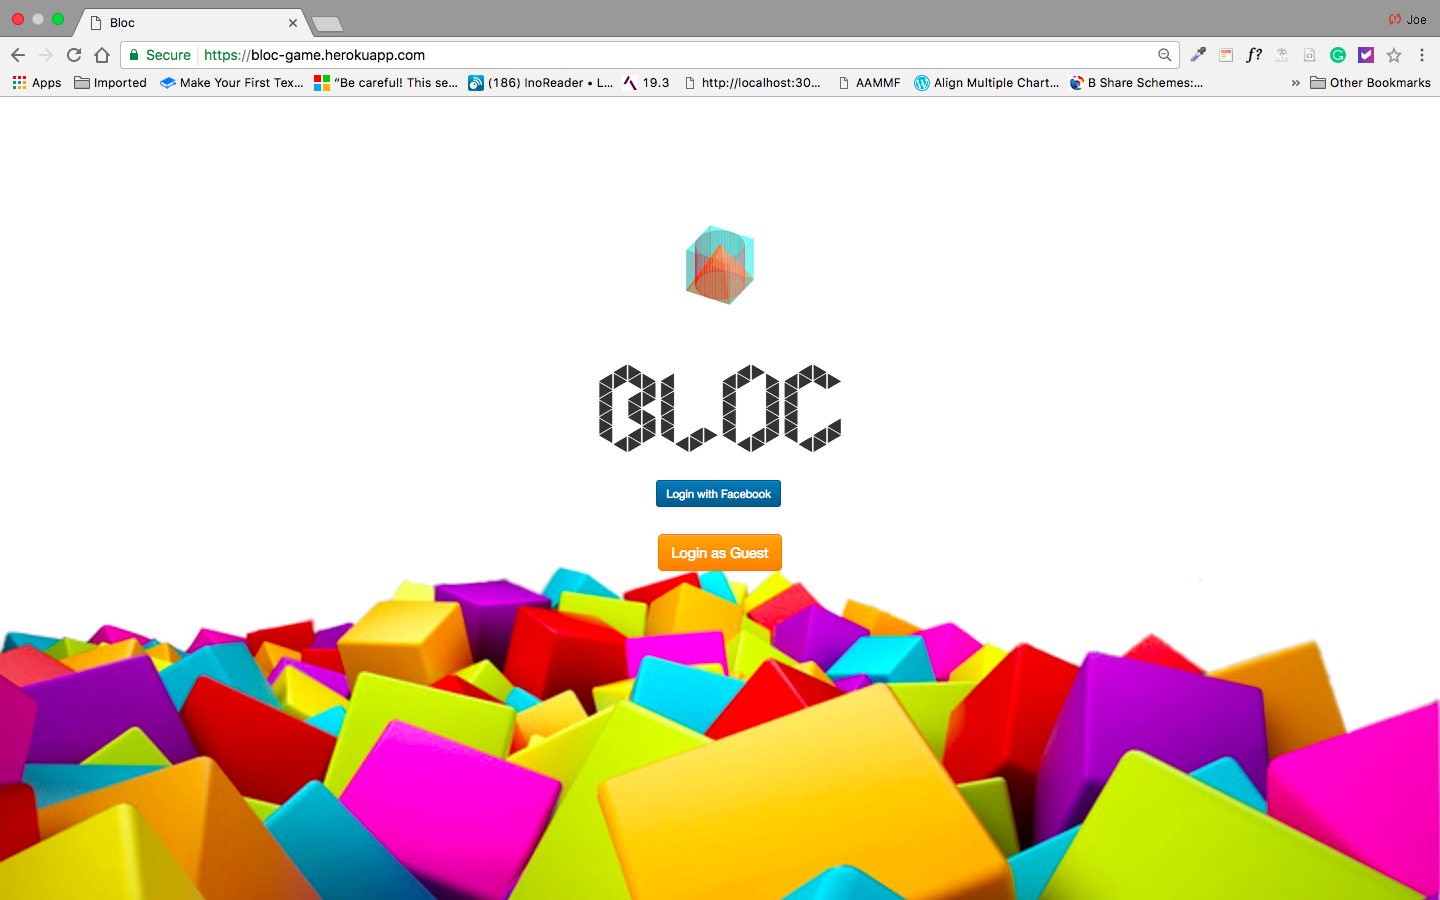 Bloc
Joe
Secure https://bloc-game.herokuapp.com
f?
Apps Imported Make Your First Tex... “Be careful! This se... (186) InoReader • L... 19.3 http://localhost:30... AAMMF Align Multiple Chart... B Share Schemes:... » Other Bookmarks
BLOC
Login with Facebook
Login as Guest